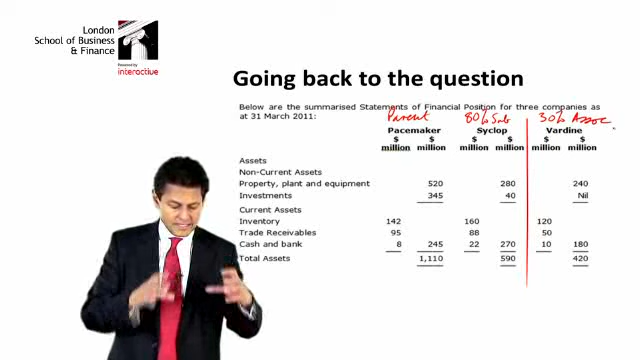 London
School of Business
& Finance
Powered by
interactive
Going back to the question
Below are the summarised Statements of Financial Position for three companies as
at 31 March 2011:
Parent 80% Sub 30% Assoc
Pacemaker Syclop Vardine
$ $ $ $ $ $
million million million million million million
Assets
Non-Current Assets
Property, plant and equipment 520 280 240
Investments 345 40 Nil
Current Assets
Inventory 142 160 120
Trade Receivables 95 88 50
Cash and bank 8 245 22 270 10 180
Total Assets 1,110 590 420